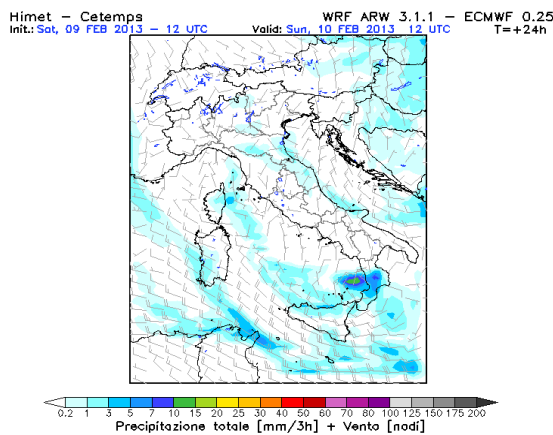 Himet – Cetemps WRF ARW 3.1.1 – ECMWF 0.25
Init.: Sat, 09 FEB 2013 – 12 UTC Valid: Sun, 10 FEB 2013 12 UTC T=+24h
0.2 1 3 5 7 10 15 20 25 30 40 50 60 70 80 100 125 150 175 200
Precipitazione totale [mm/3h] + Vento [nodi]